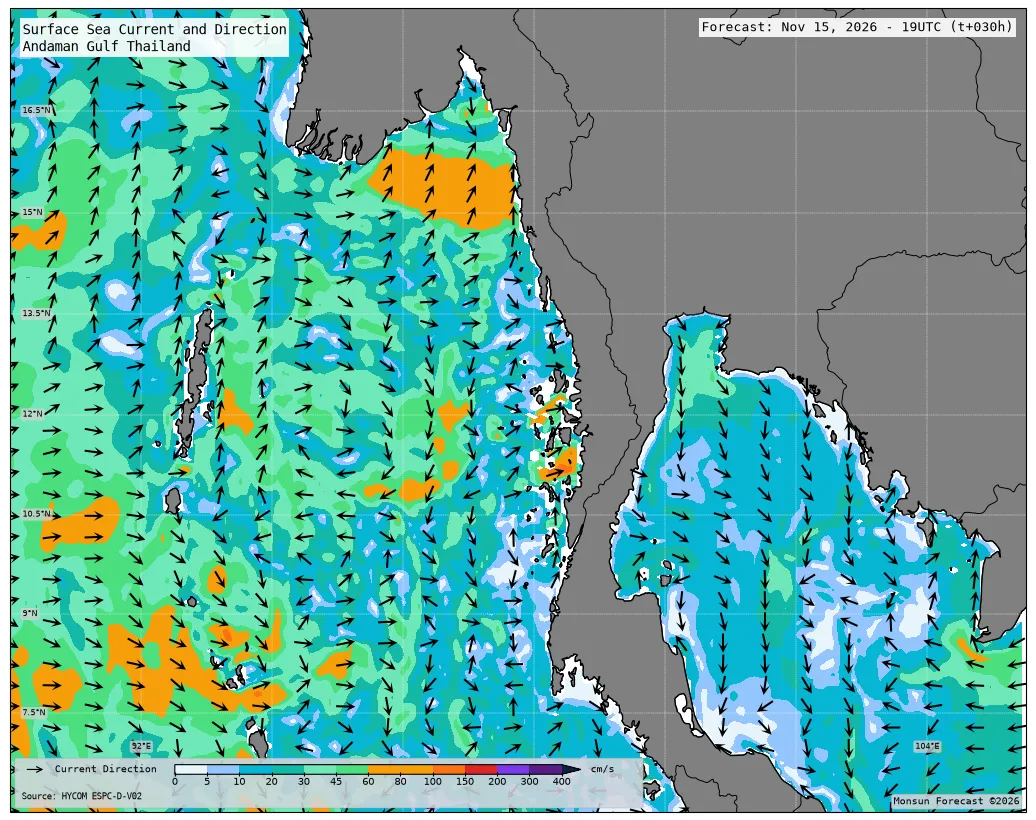 Surface Sea Current and Direction
Andaman Gulf Thailand
Forecast: Nov 15, 2026 - 19UTC (t+030h)
16.5°N
15°N
13.5°N
12°N
10.5°N
9°N
7.5°N
92°E
104°E
Current Direction
0 5 10 20 30 45 60 80 100 150 200 300 400 cm/s
Source: HYCOM ESPC-D-V02
Monsun Forecast ©2026